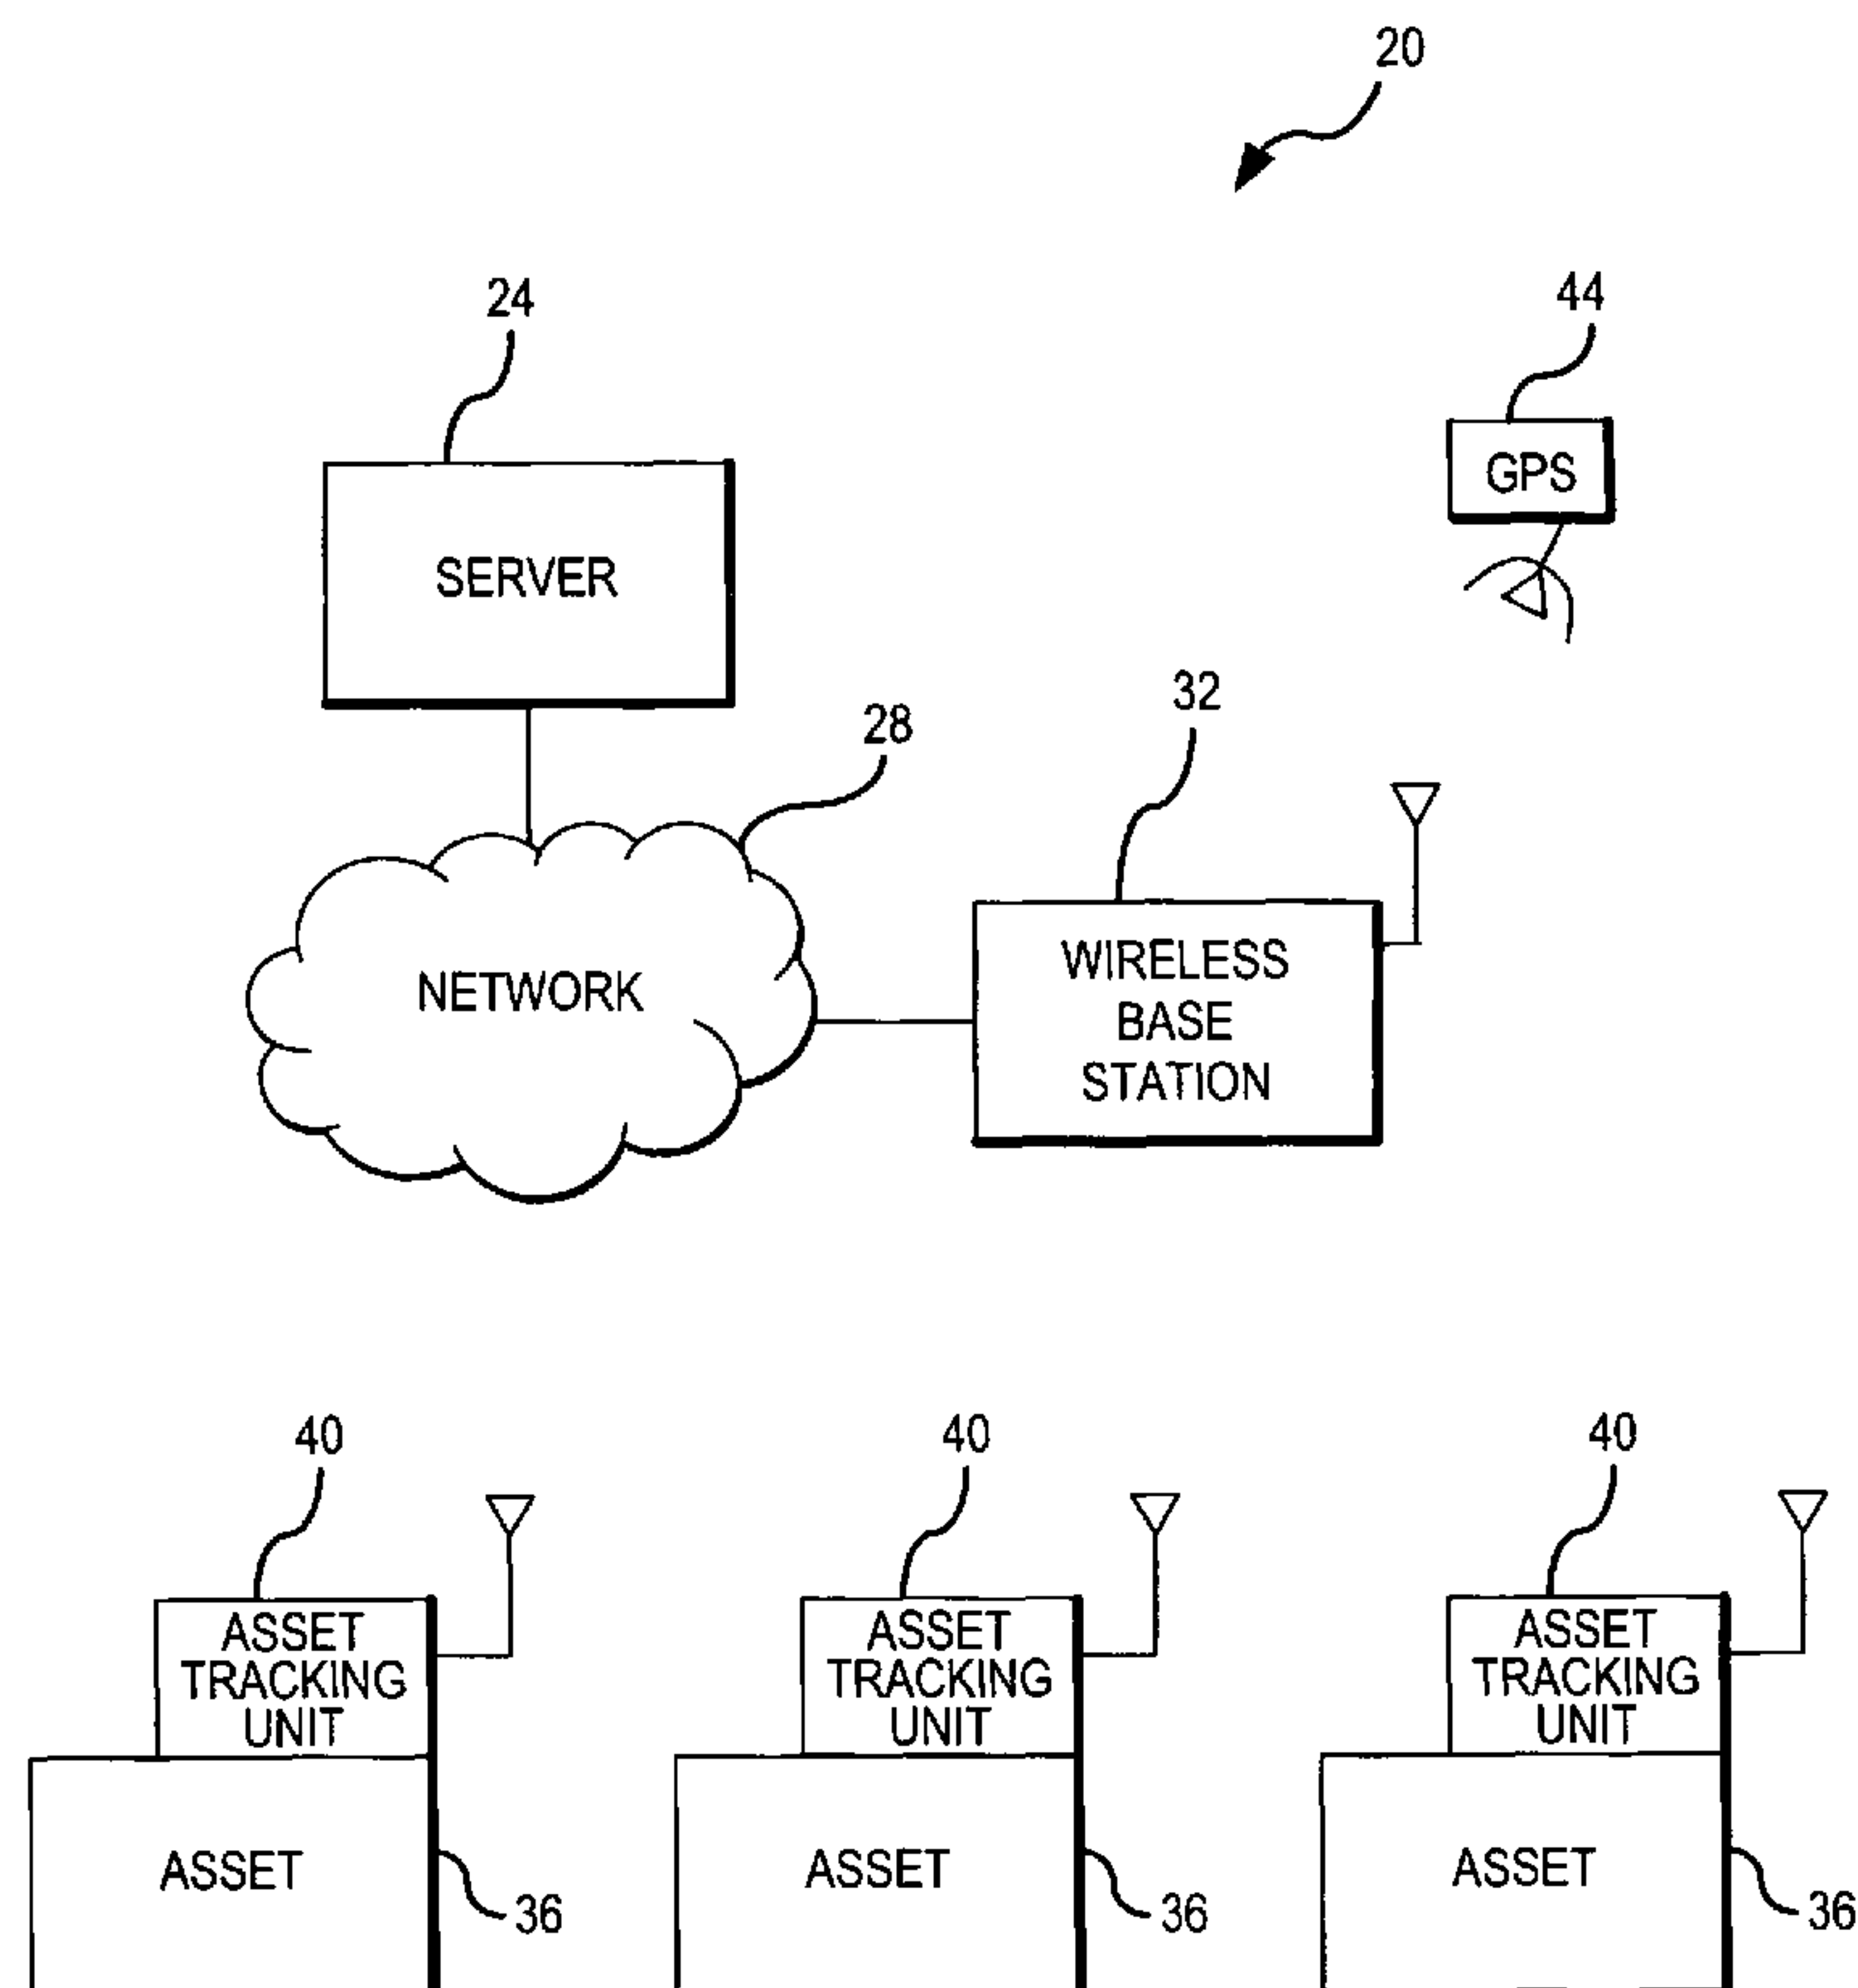 20
24
44
GPS
SERVER
32
28
WIRELESS
BASE
STATION
NETWORK
40
40
40
ASSET
TRACKING
UNIT
ASSET
TRACKING
UNIT
ASSET
TRACKING
UNIT
ASSET
36
ASSET
36
ASSET
36